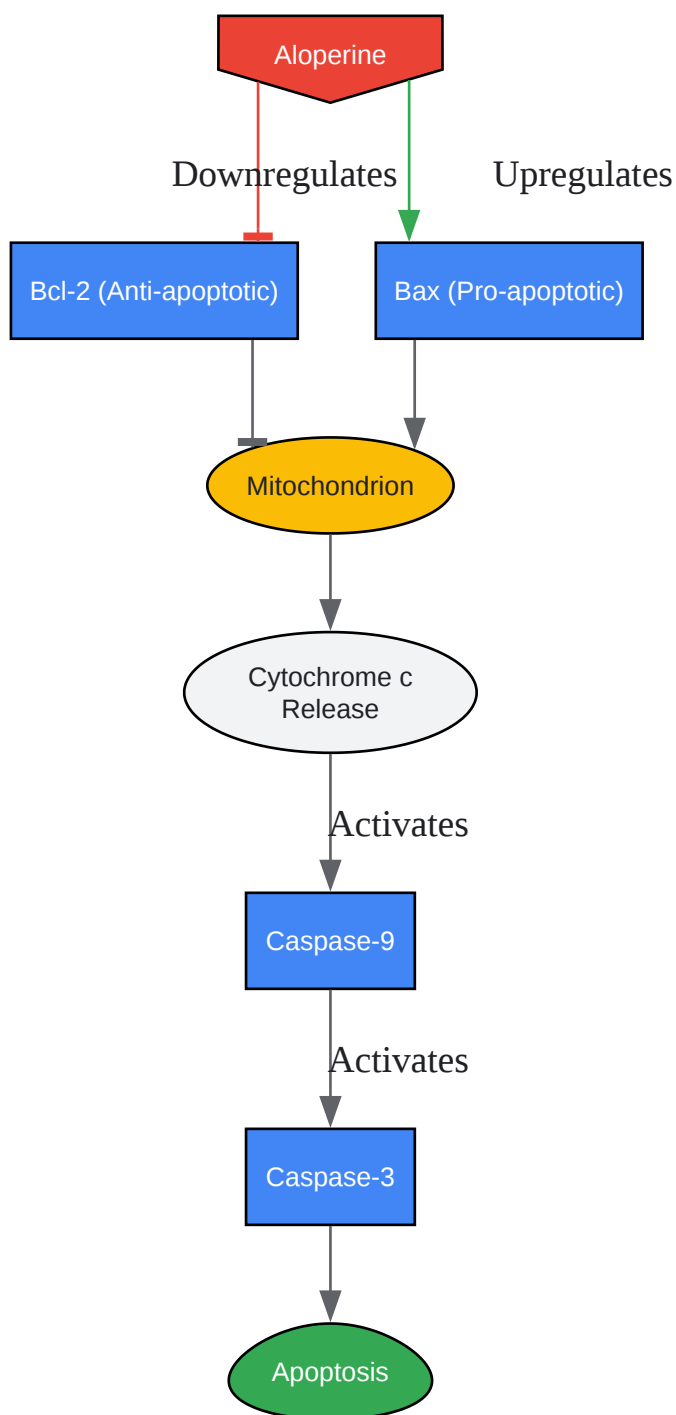 Aloperine
Downregulates
Upregulates
Bcl-2 (Anti-apoptotic)
Bax (Pro-apoptotic)
Mitochondrion
Cytochrome c
Release
Activates
Caspase-9
Activates
Caspase-3
Apoptosis